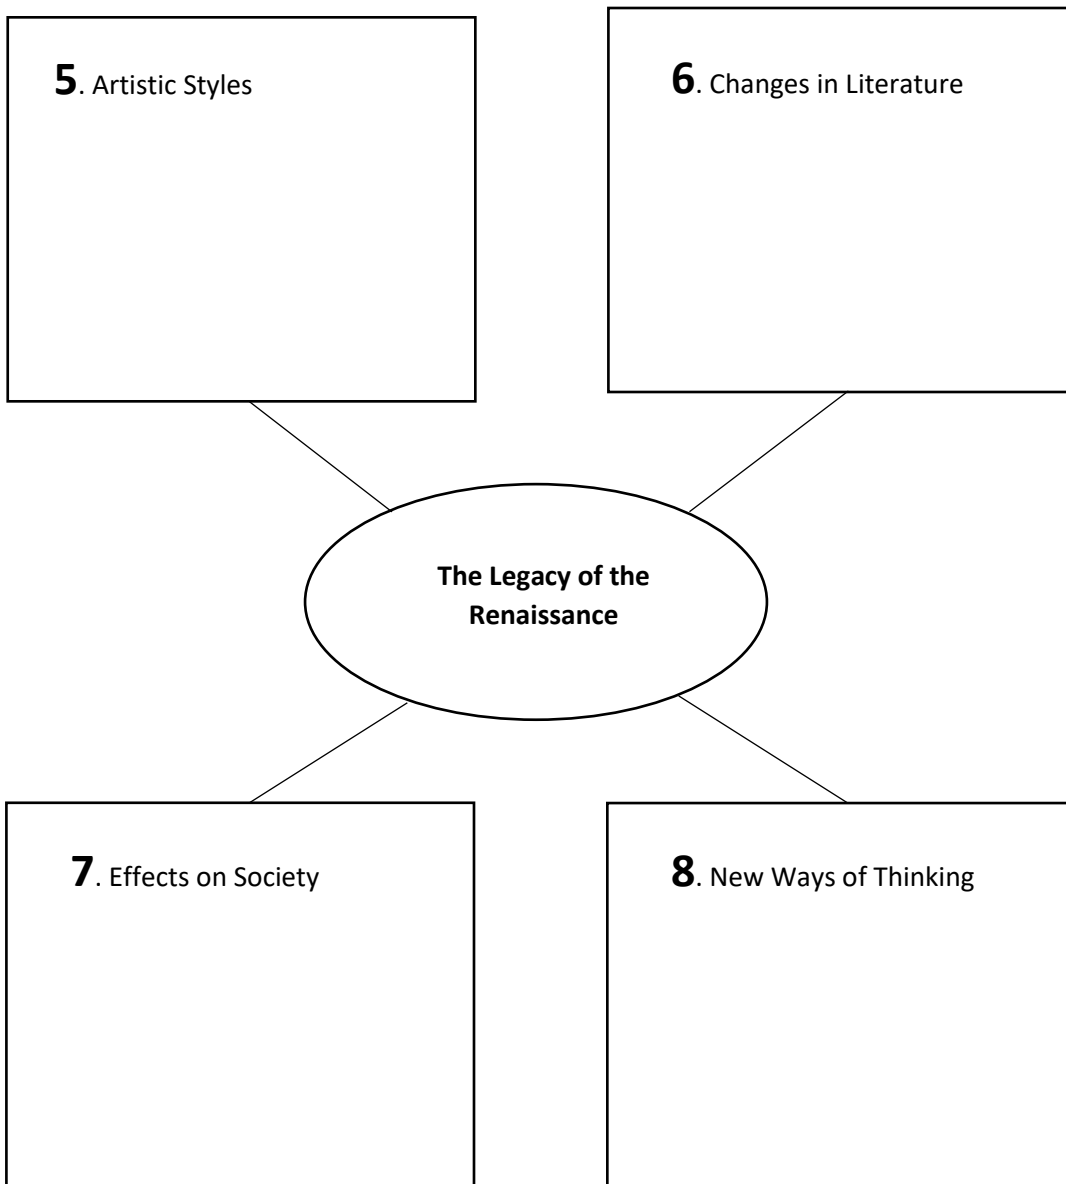 5. Artistic Styles
6. Changes in Literature
The Legacy of the
Renaissance
7. Effects on Society
8. New Ways of Thinking